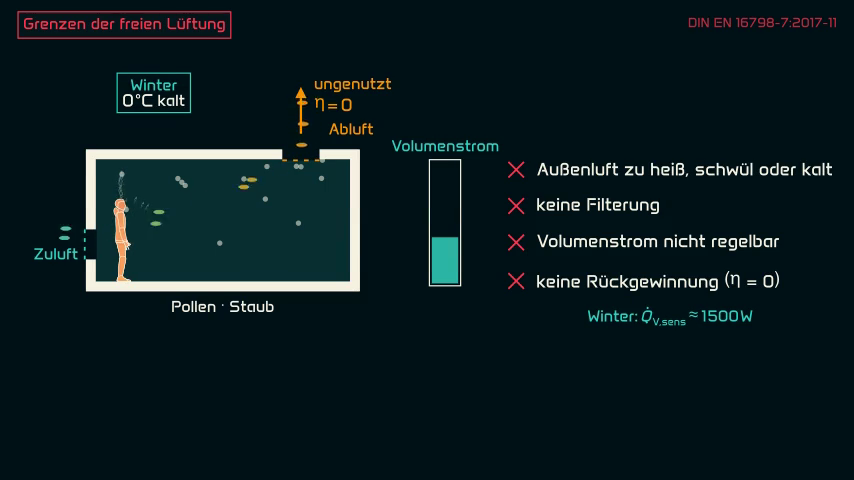 Grenzen der freien Lüftung
DIN EN 16798-7:2017-11
Winter
0°C kalt
ungenutzt
η = 0
Abluft
Volumenstrom
Zuluft
Pollen · Staub
Außenluft zu heiß, schwül oder kalt
keine Filterung
Volumenstrom nicht regelbar
keine Rückgewinnung (η = 0)
Winter: Q̇V,sens ≈ 1500 W